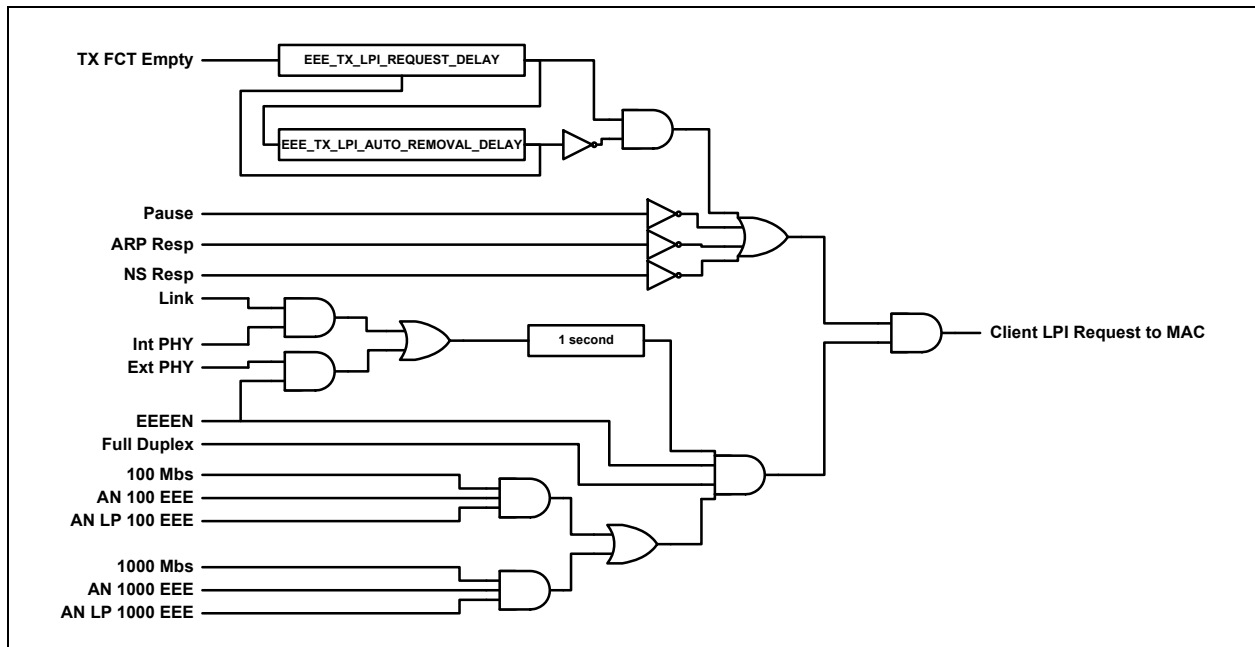 TX FCT Empty
EEE_TX_LPI_REQUEST_DELAY
EEE_TX_LPI_AUTO_REMOVAL_DELAY
Pause
ARP Resp
NS Resp
Link
Int PHY
Ext PHY
1 second
Client LPI Request to MAC
EEEEN
Full Duplex
100 Mbs
AN 100 EEE
AN LP 100 EEE
1000 Mbs
AN 1000 EEE
AN LP 1000 EEE